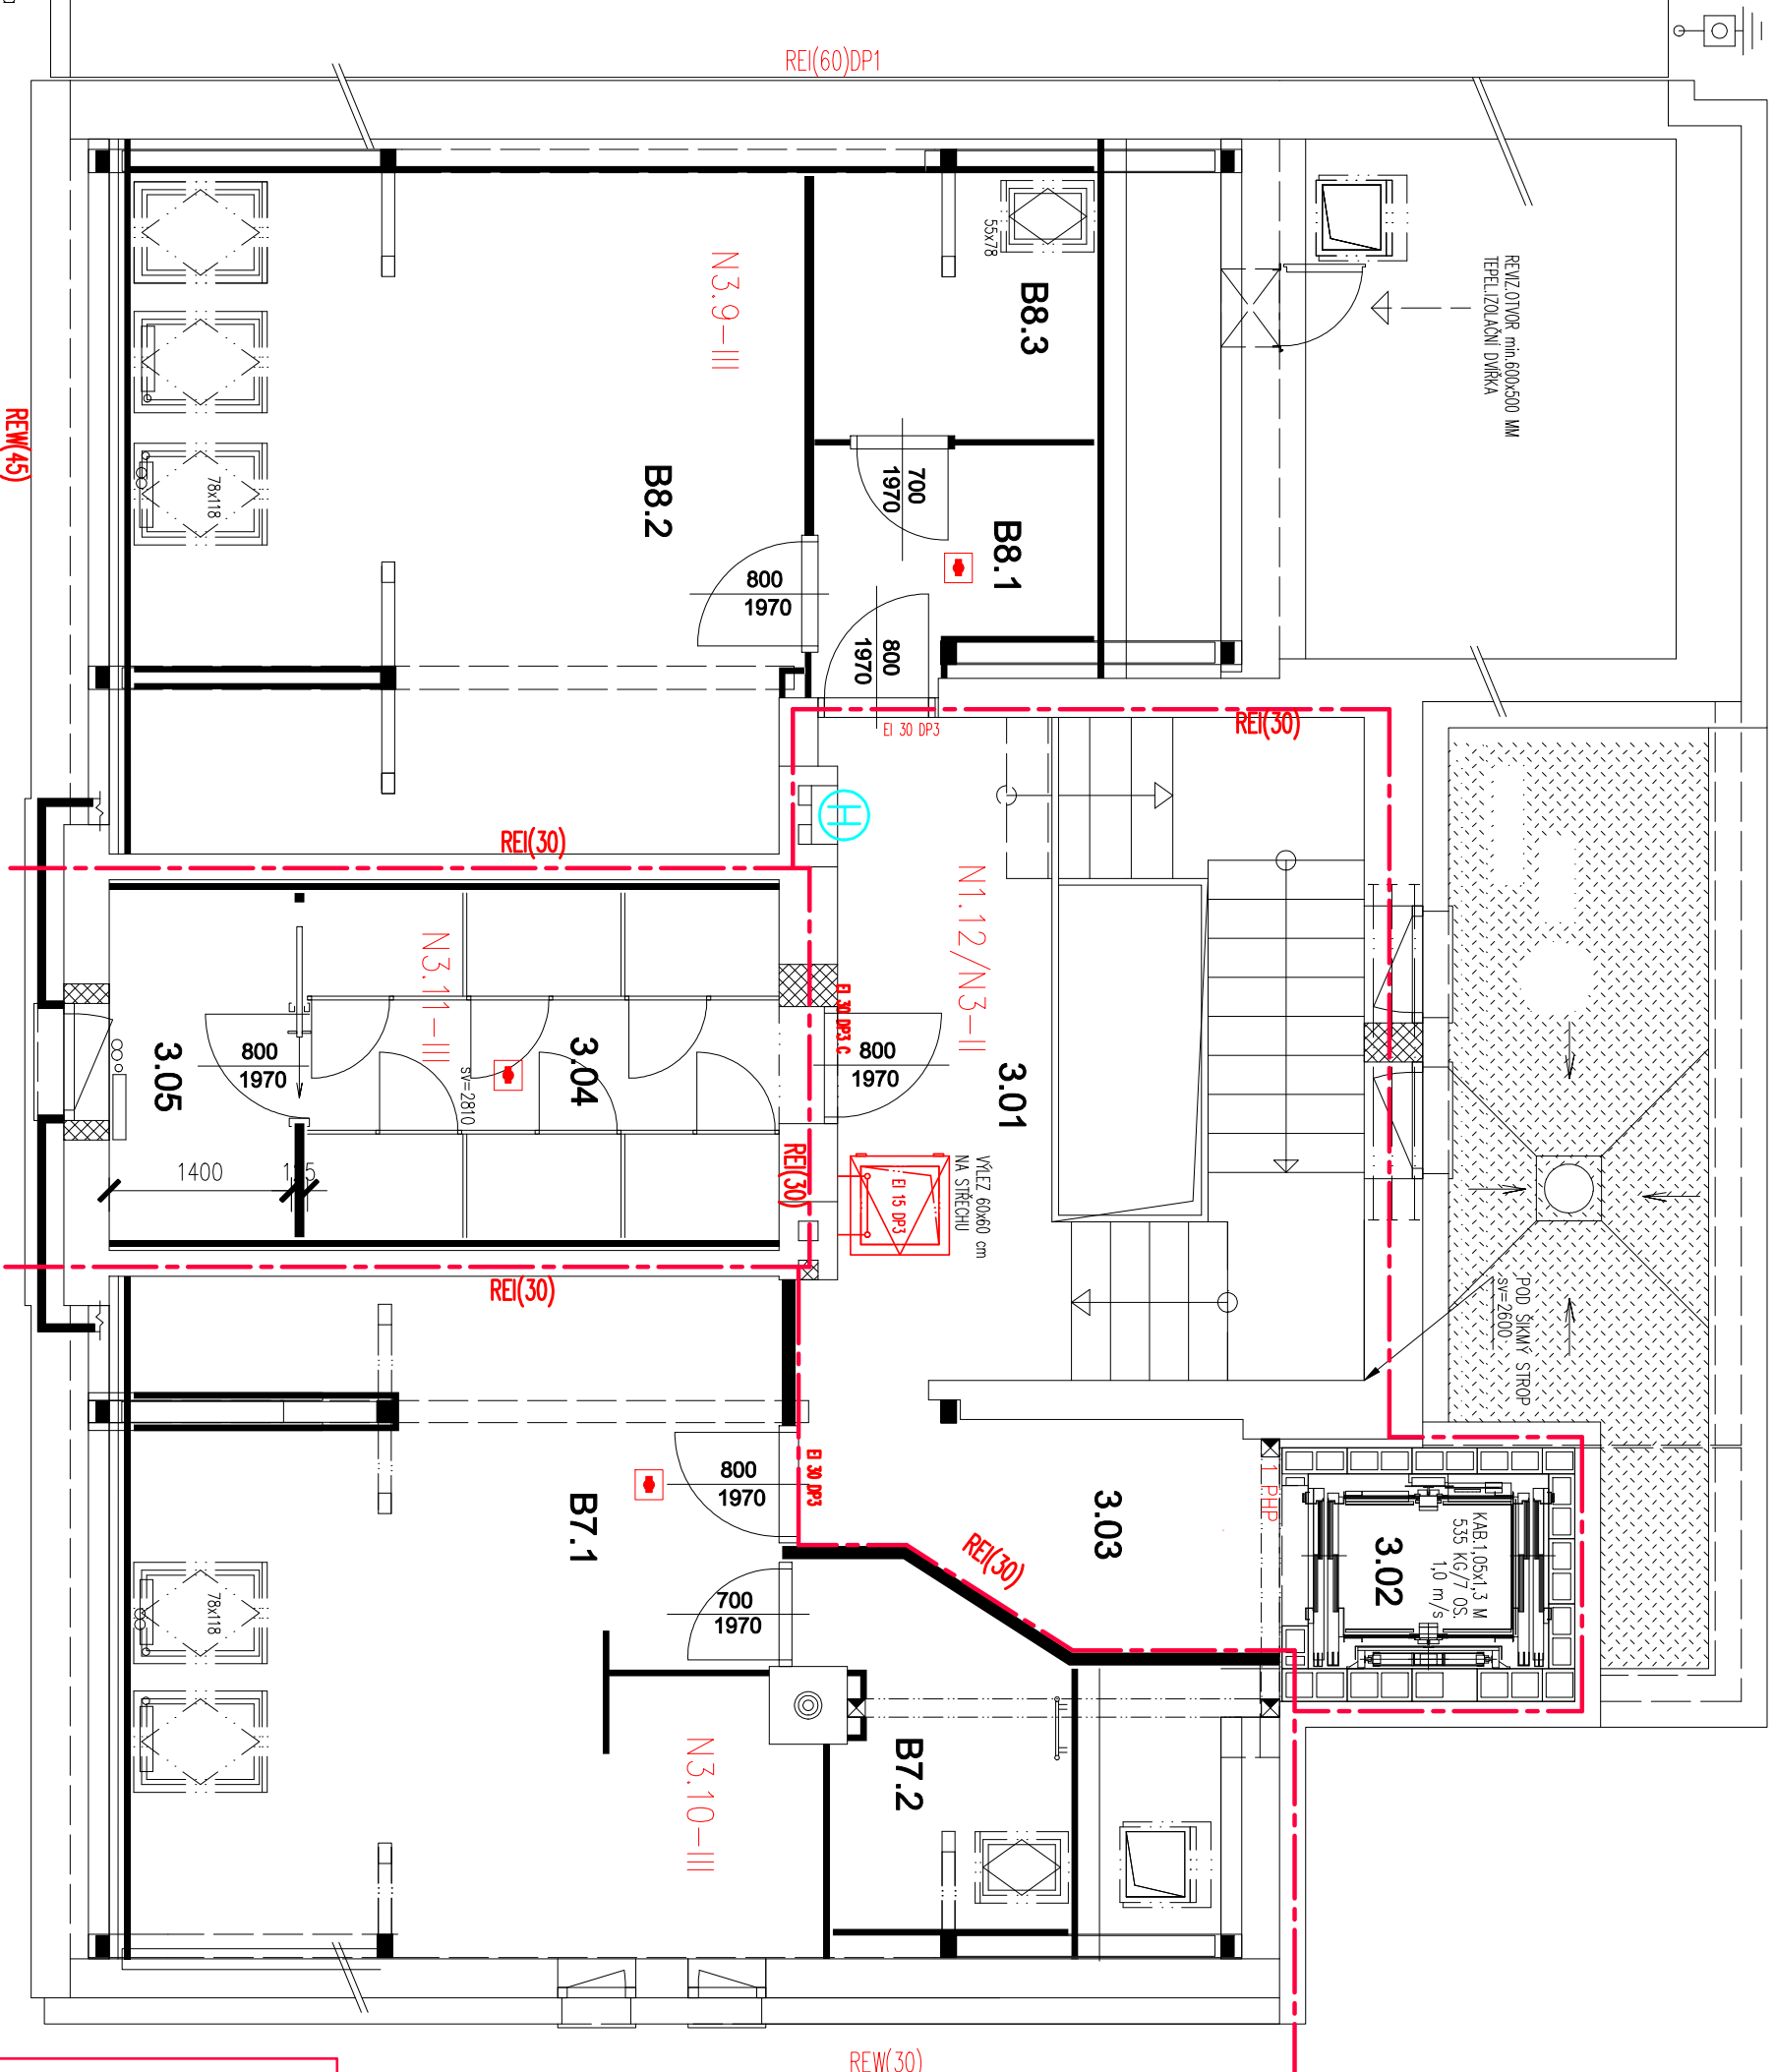 REI(60)DP1
REVIZ.OTVOR min.600x500 MM
TEPEL.IZOLAČNÍ DVÍŘKA
55x78
B8.3
N3.9-III
B8.2
78x118
REW(45)
700
1970
B8.1
800
1970
800
1970
EI 30 DP3
REI(30)
H
REI(30)
N1.12/N3-II
N3.11-III
EI 30 DP3 C
3.05
800
1970
3.04
sv=2810
800
1970
3.01
1400
REI(30)
EI 15 DP3
VÝLEZ 60x60 cm
NA STŘECHU
REI(30)
POD ŠIKMÝ STROP
sv=2600
EI 30 DP3
800
1970
B7.1
3.03
1 PHP
KAB.1,05x1,3 M
535 KG/7 OS.
1,0 m/s
3.02
REI(30)
700
1970
78x118
N3.10-III
B7.2
REW(30)